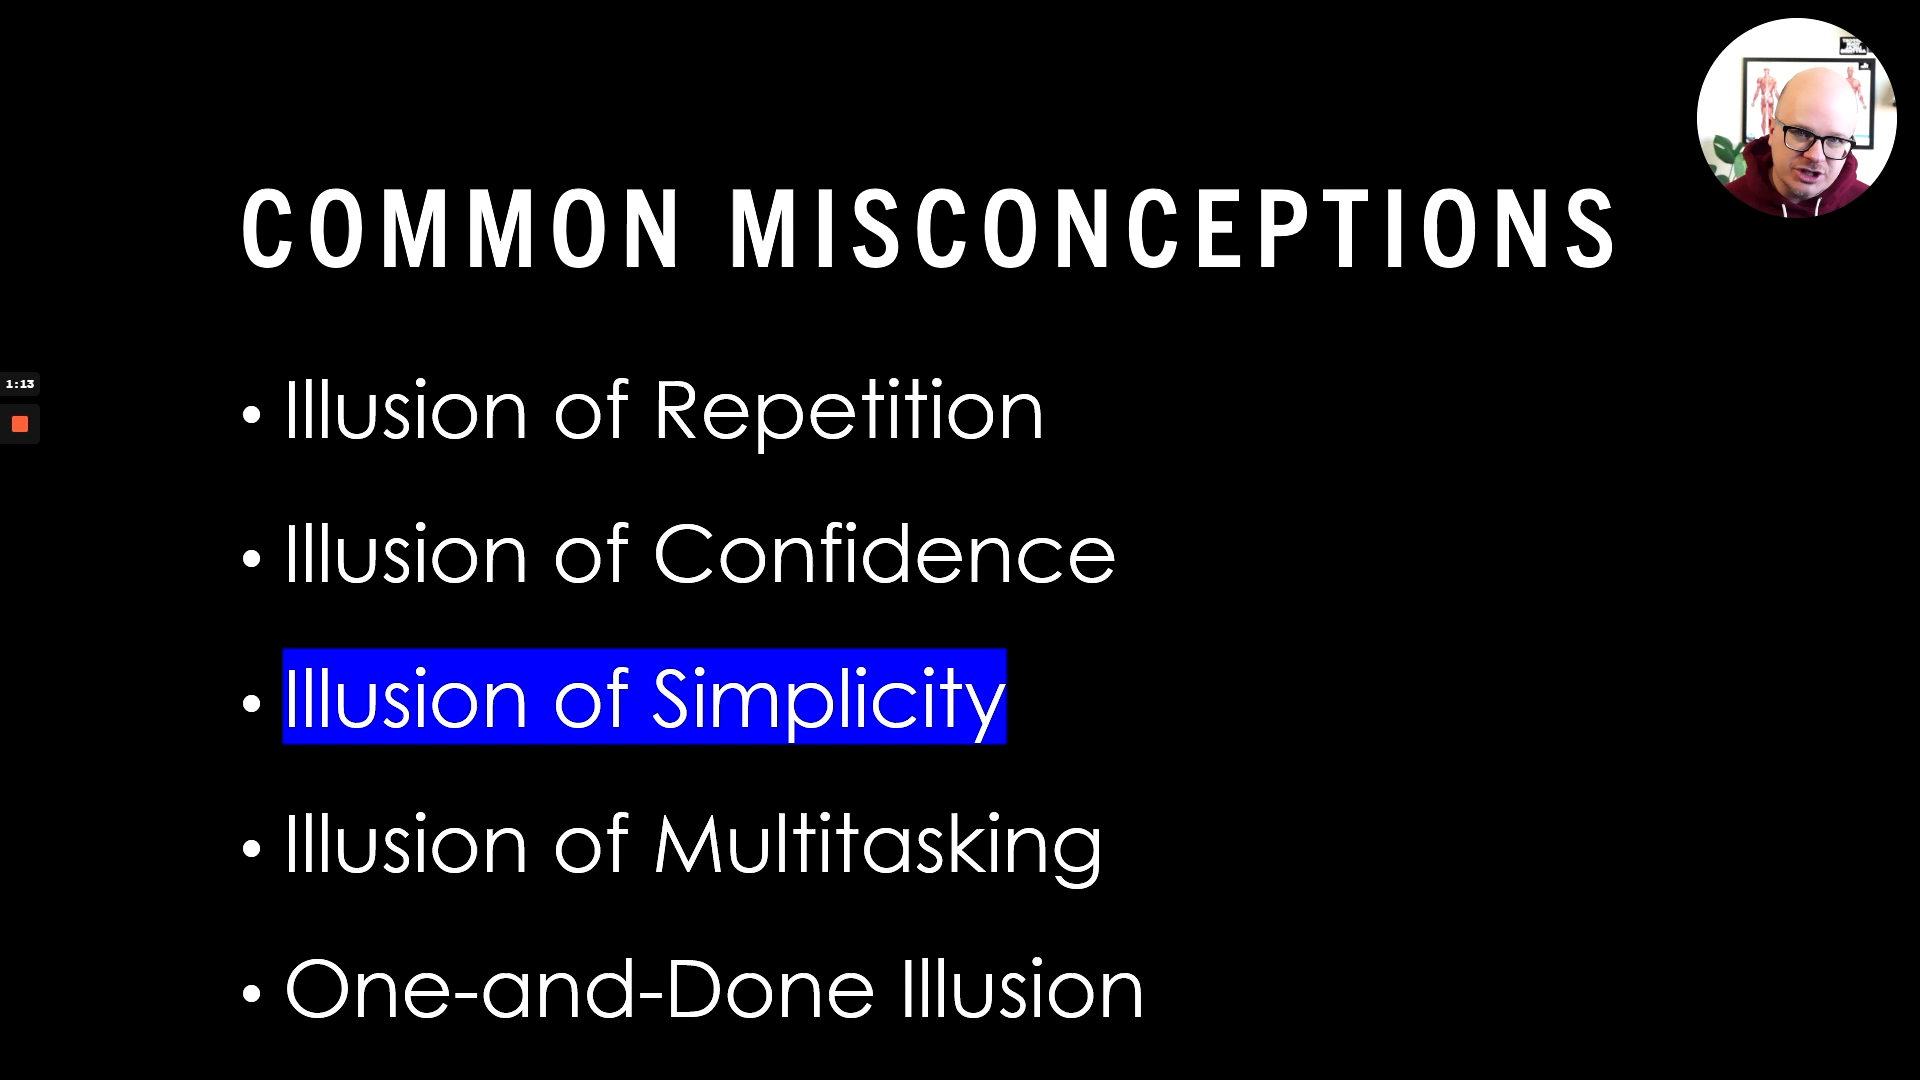 COMMON MISCONCEPTIONS
1:13
• Illusion of Repetition
• Illusion of Confidence
• Illusion of Simplicity
• Illusion of Multitasking
• One-and-Done Illusion